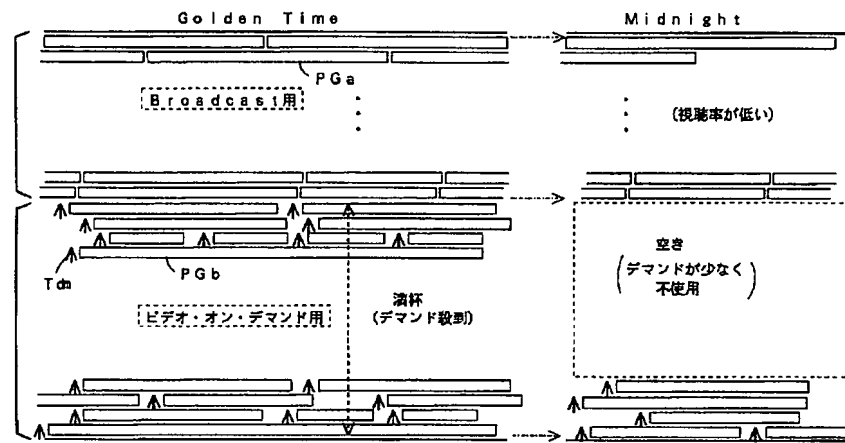 Golden Time
Midnight
PGa
Broadcast用
(視聴率が低い)
Tdm
PGb
ビデオ・オン・デマンド用
満杯
(デマンド殺到)
空き
(デマンドが少なく
不使用)